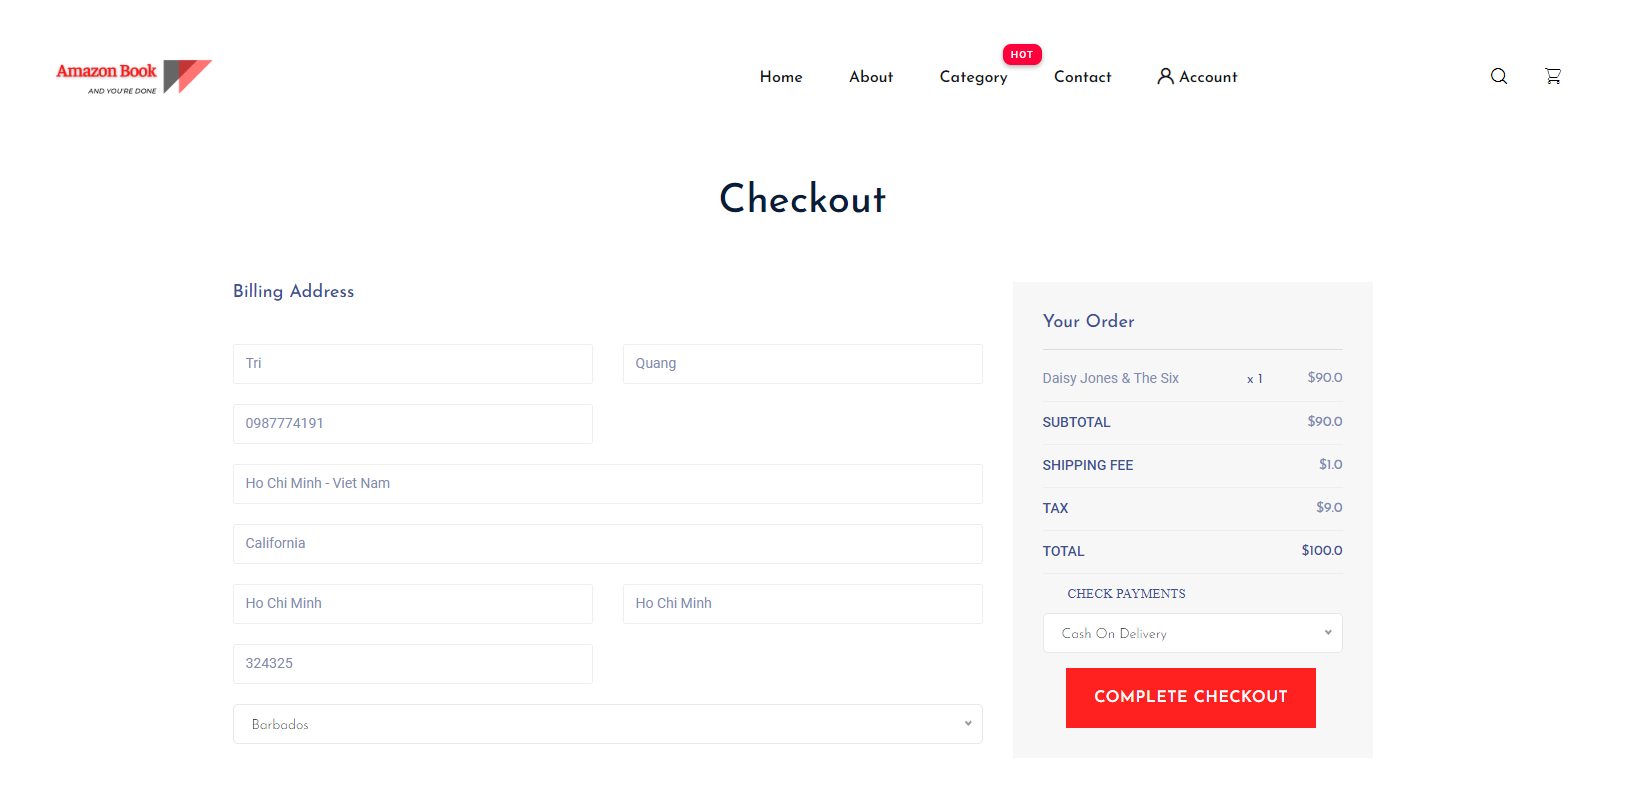 Amazon Book
AND YOU'RE DONE
Home
About
Category
HOT
Contact
Account
Checkout
Billing Address
Tri
Quang
0987774191
Ho Chi Minh - Viet Nam
California
Ho Chi Minh
Ho Chi Minh
324325
Barbados
Your Order
Daisy Jones & The Six x 1 $90.0
SUBTOTAL $90.0
SHIPPING FEE $1.0
TAX $9.0
TOTAL $100.0
CHECK PAYMENTS
Cash On Delivery
COMPLETE CHECKOUT